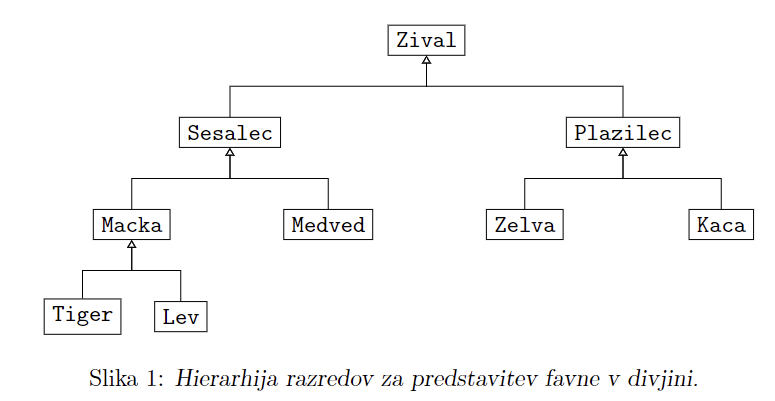 Zival
Sesalec Plazilec
Macka Medved Zelva Kaca
Tiger Lev
Slika 1: Hierarhija razredov za predstavitev favne v divjini.